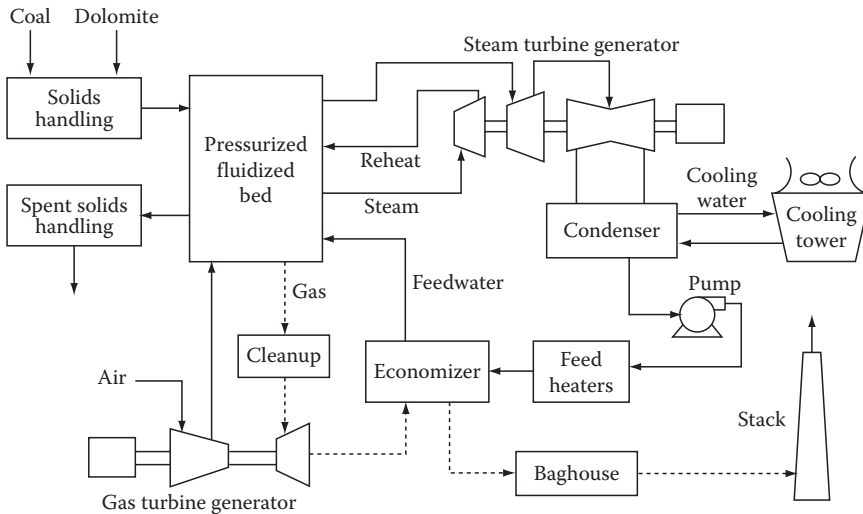 Coal
Dolomite
Steam turbine generator
Solids
handling
Pressurized
fluidized
bed
Reheat
Steam
Spent solids
handling
Cooling
water
Condenser
Cooling
tower
Gas
Feedwater
Pump
Cleanup
Economizer
Feed
heaters
Air
Stack
Baghouse
Gas turbine generator